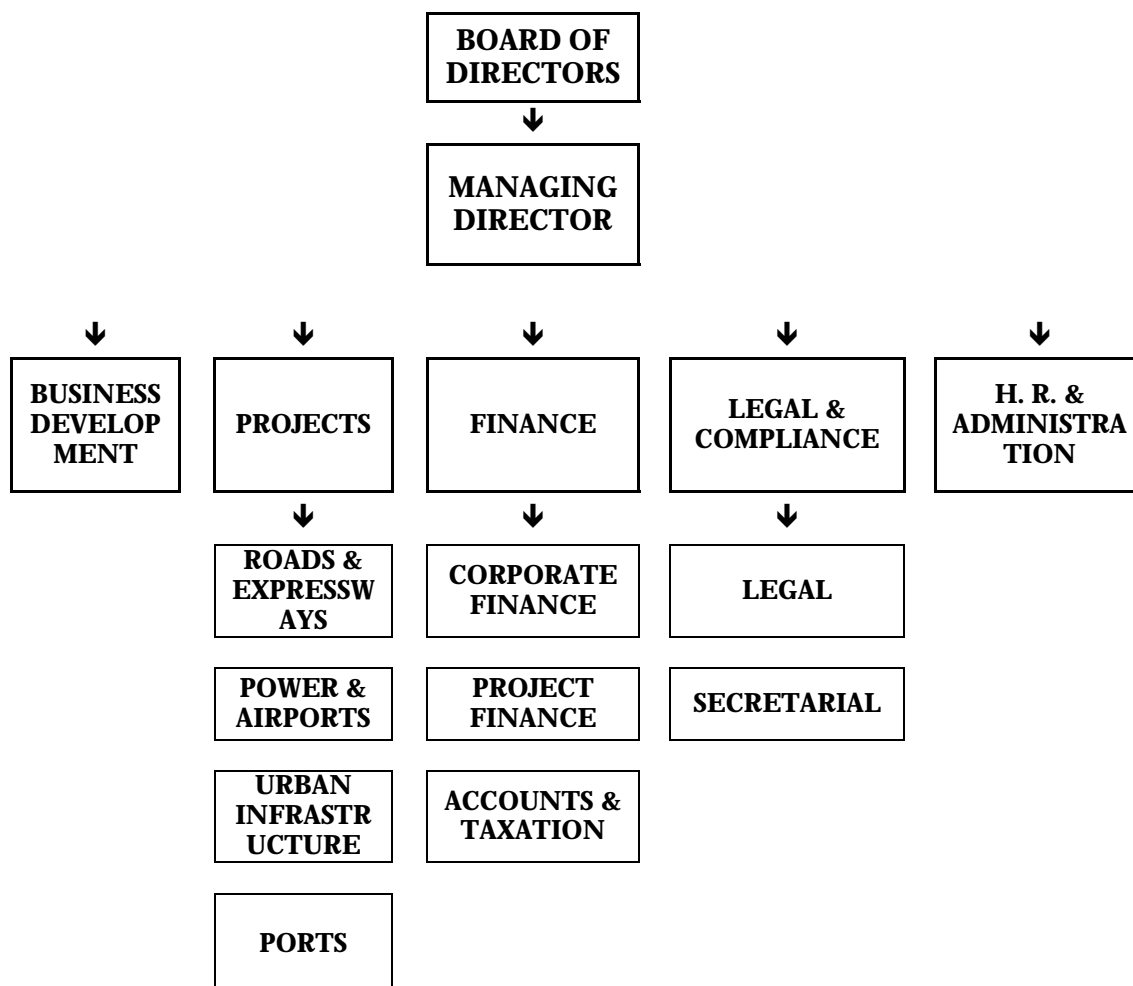 BOARD OF
DIRECTORS
MANAGING
DIRECTOR
BUSINESS
DEVELOP
MENT
PROJECTS
FINANCE
LEGAL &
COMPLIANCE
H. R. &
ADMINISTRA
TION
ROADS &
EXPRESSW
AYS
CORPORATE
FINANCE
LEGAL
POWER &
AIRPORTS
PROJECT
FINANCE
SECRETARIAL
URBAN
INFRASTR
UCTURE
ACCOUNTS &
TAXATION
PORTS